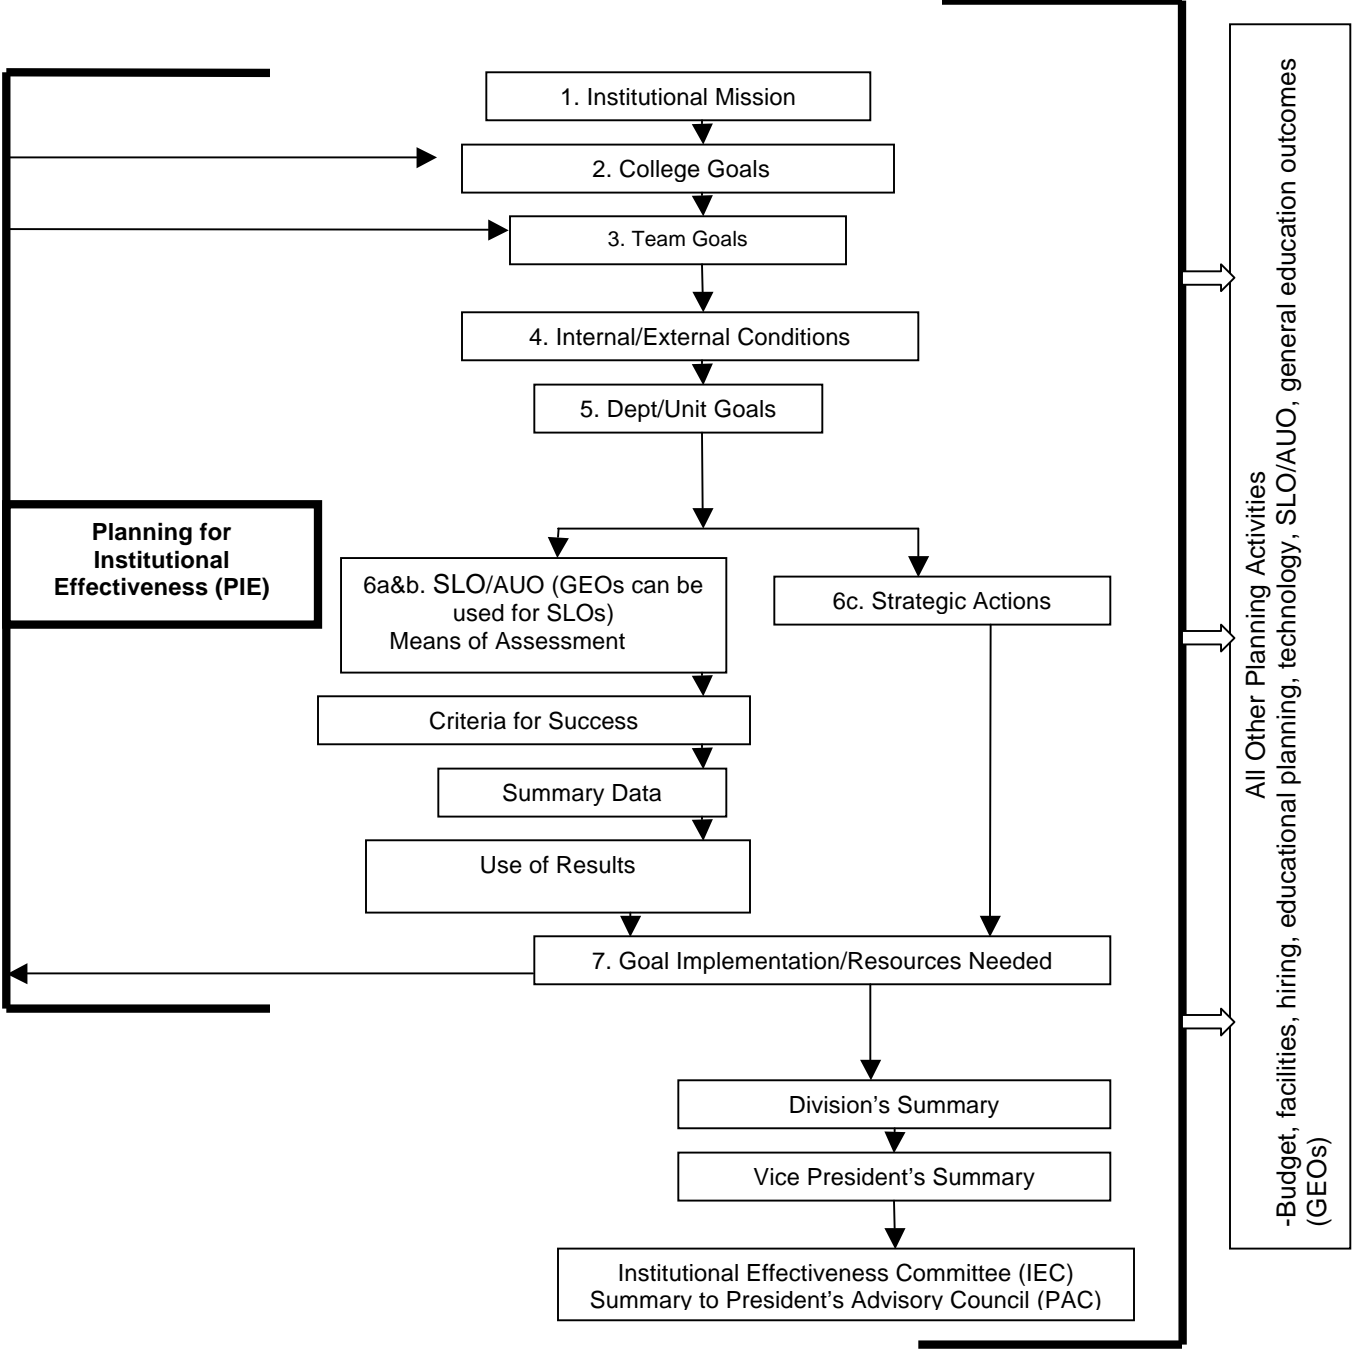 1. Institutional Mission
2. College Goals
3. Team Goals
4. Internal/External Conditions
5. Dept/Unit Goals
Planning for
Institutional
Effectiveness (PIE)
6a&b. SLO/AUO (GEOs can be
used for SLOs)
Means of Assessment
6c. Strategic Actions
Criteria for Success
Summary Data
Use of Results
7. Goal Implementation/Resources Needed
Division’s Summary
Vice President’s Summary
Institutional Effectiveness Committee (IEC)
Summary to President’s Advisory Council (PAC)
All Other Planning Activities
-Budget, facilities, hiring, educational planning, technology, SLO/AUO, general education outcomes
(GEOs)